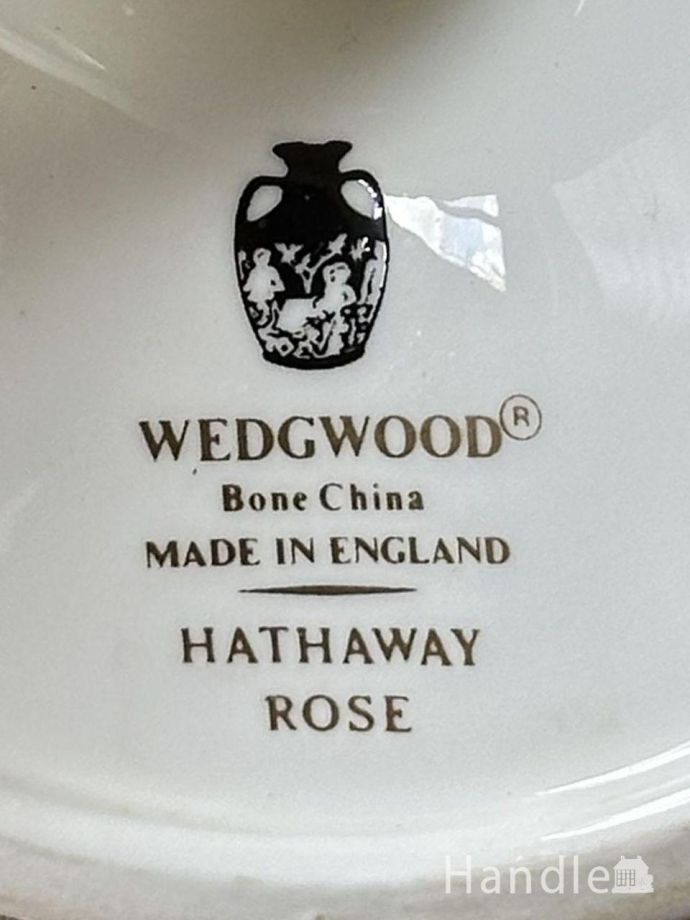 WEDGWOOD®
Bone China
MADE IN ENGLAND
HATHAWAY
ROSE
Handle